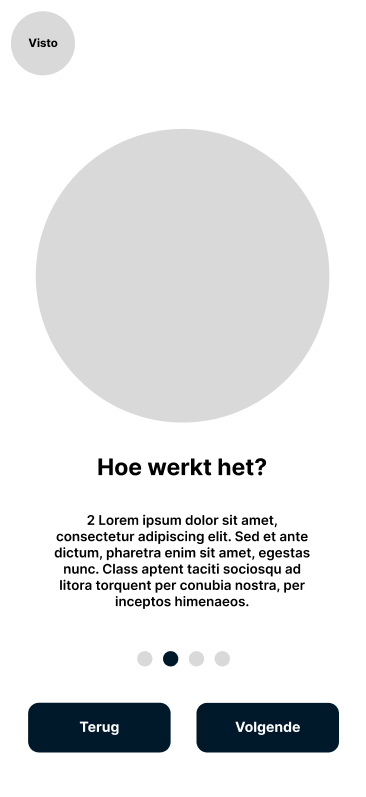 Visto
Hoe werkt het?
2 Lorem ipsum dolor sit amet,
consectetur adipiscing elit. Sed et ante
dictum, pharetra enim sit amet, egestas
nunc. Class aptent taciti sociosqu ad
litora torquent per conubia nostra, per
inceptos himenaeos.
Terug
Volgende